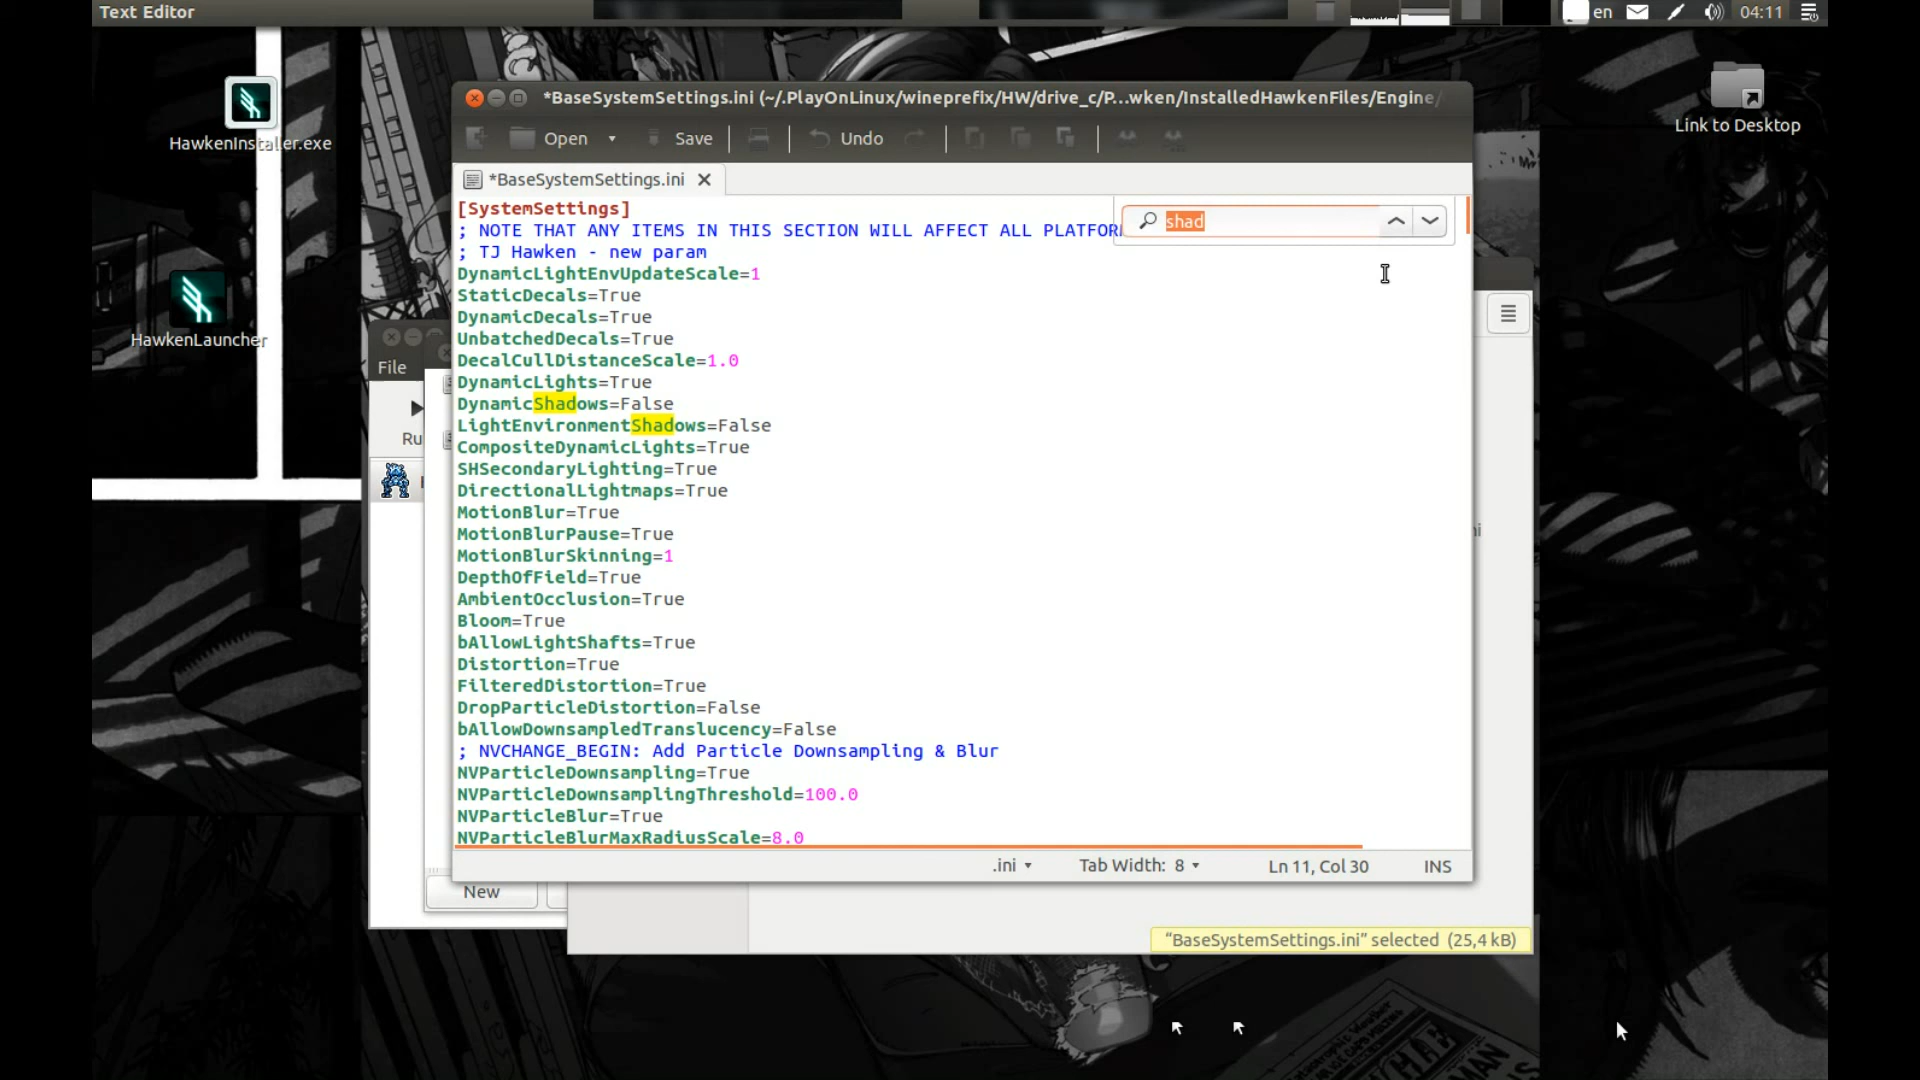 Text Editor
en
04:11
HawkenInstaller.exe
HawkenLauncher
Link to Desktop
*BaseSystemSettings.ini (~/.PlayOnLinux/wineprefix/HW/drive_c/P...wken/InstalledHawkenFiles/Engine/
Open
Save
Undo
*BaseSystemSettings.ini
shad
[SystemSettings]
; NOTE THAT ANY ITEMS IN THIS SECTION WILL AFFECT ALL PLATFOR
; TJ Hawken - new param
DynamicLightEnvUpdateScale=1
StaticDecals=True
DynamicDecals=True
UnbatchedDecals=True
DecalCullDistanceScale=1.0
DynamicLights=True
DynamicShadows=False
LightEnvironmentShadows=False
CompositeDynamicLights=True
SHSecondaryLighting=True
DirectionalLightmaps=True
MotionBlur=True
MotionBlurPause=True
MotionBlurSkinning=1
DepthOfField=True
AmbientOcclusion=True
Bloom=True
bAllowLightShafts=True
Distortion=True
FilteredDistortion=True
DropParticleDistortion=False
bAllowDownsampledTranslucency=False
; NVCHANGE_BEGIN: Add Particle Downsampling & Blur
NVParticleDownsampling=True
NVParticleDownsamplingThreshold=100.0
NVParticleBlur=True
NVParticleBlurMaxRadiusScale=8.0
.ini
Tab Width: 8
Ln 11, Col 30
INS
File
Ru
New
"BaseSystemSettings.ini" selected (25,4 kB)